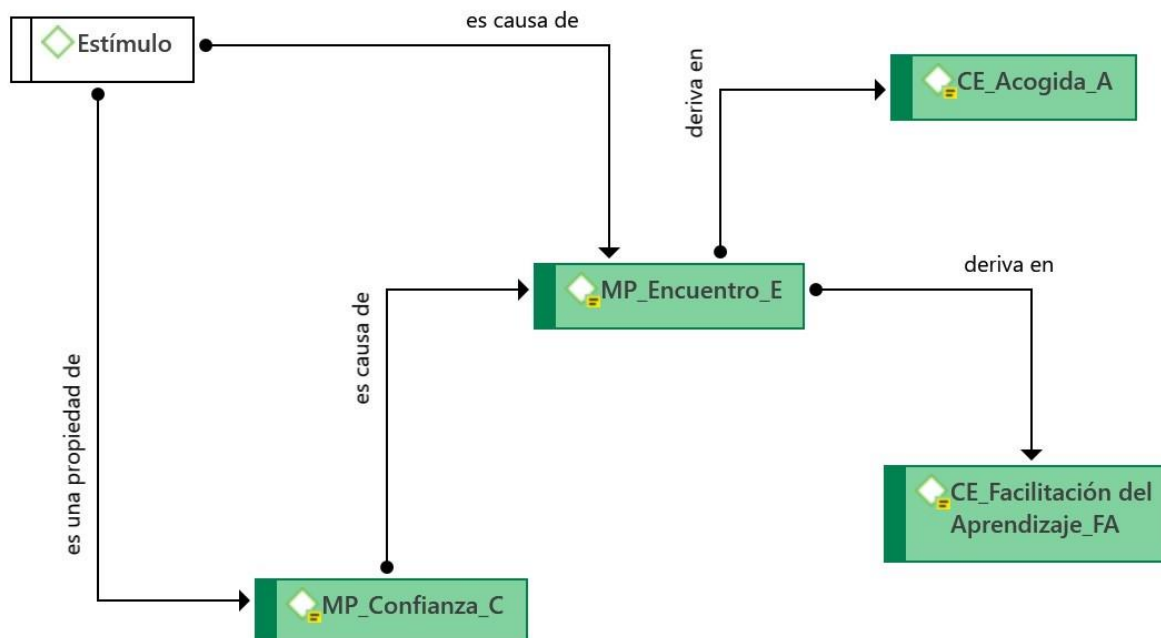 es causa de
Estímulo
CE_Acogida_A
deriva en
MP_Encuentro_E
deriva en
es causa de
es una propiedad de
CE_Facilitación del
Aprendizaje_FA
MP_Confianza_C